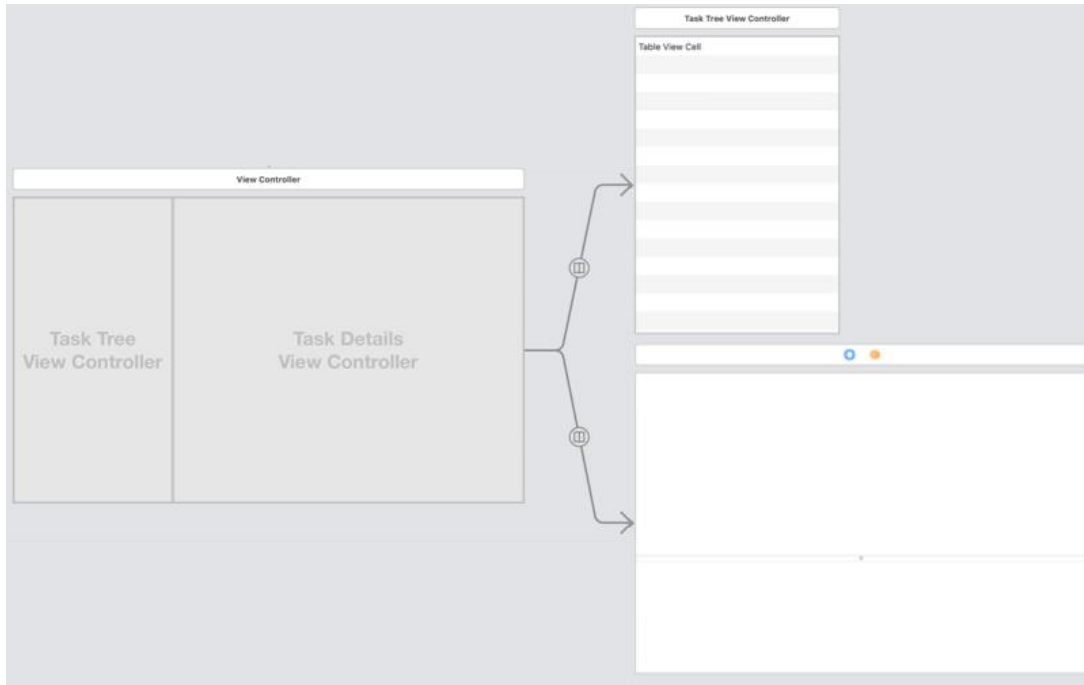 Task Tree View Controller
Table View Cell
View Controller
Task Tree
View Controller
Task Details
View Controller